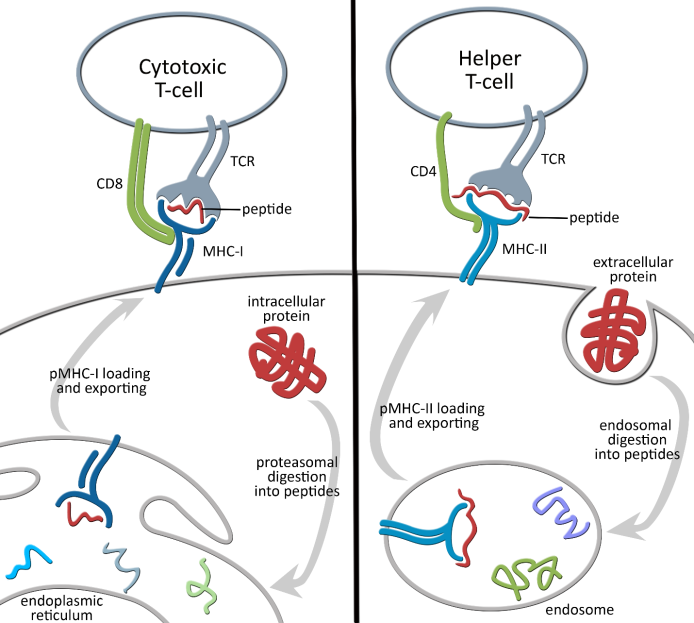 Cytotoxic
T-cell
CD8
TCR
peptide
MHC-I
intracellular
protein
pMHC-I loading
and exporting
proteasomal
digestion
into peptides
endoplasmic
reticulum
Helper
T-cell
CD4
TCR
peptide
MHC-II
extracellular
protein
pMHC-II loading
and exporting
endosomal
digestion
into peptides
endosome